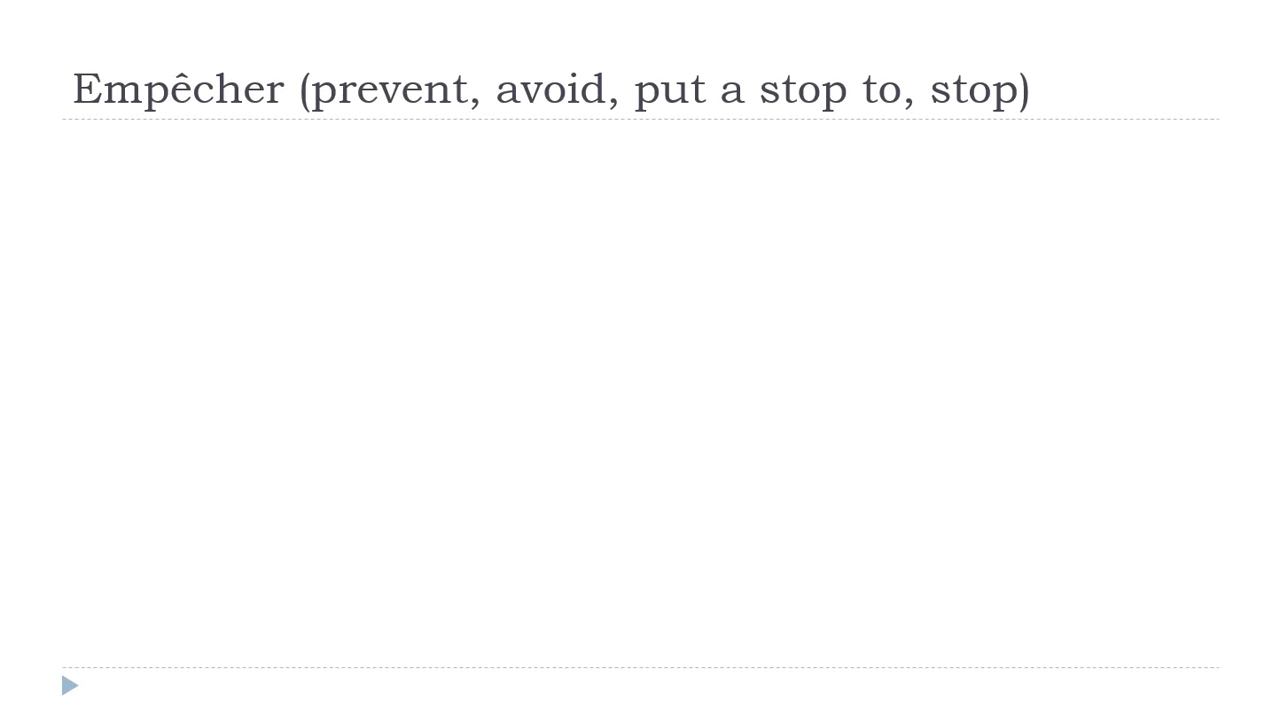 Empêcher (prevent, avoid, put a stop to, stop)